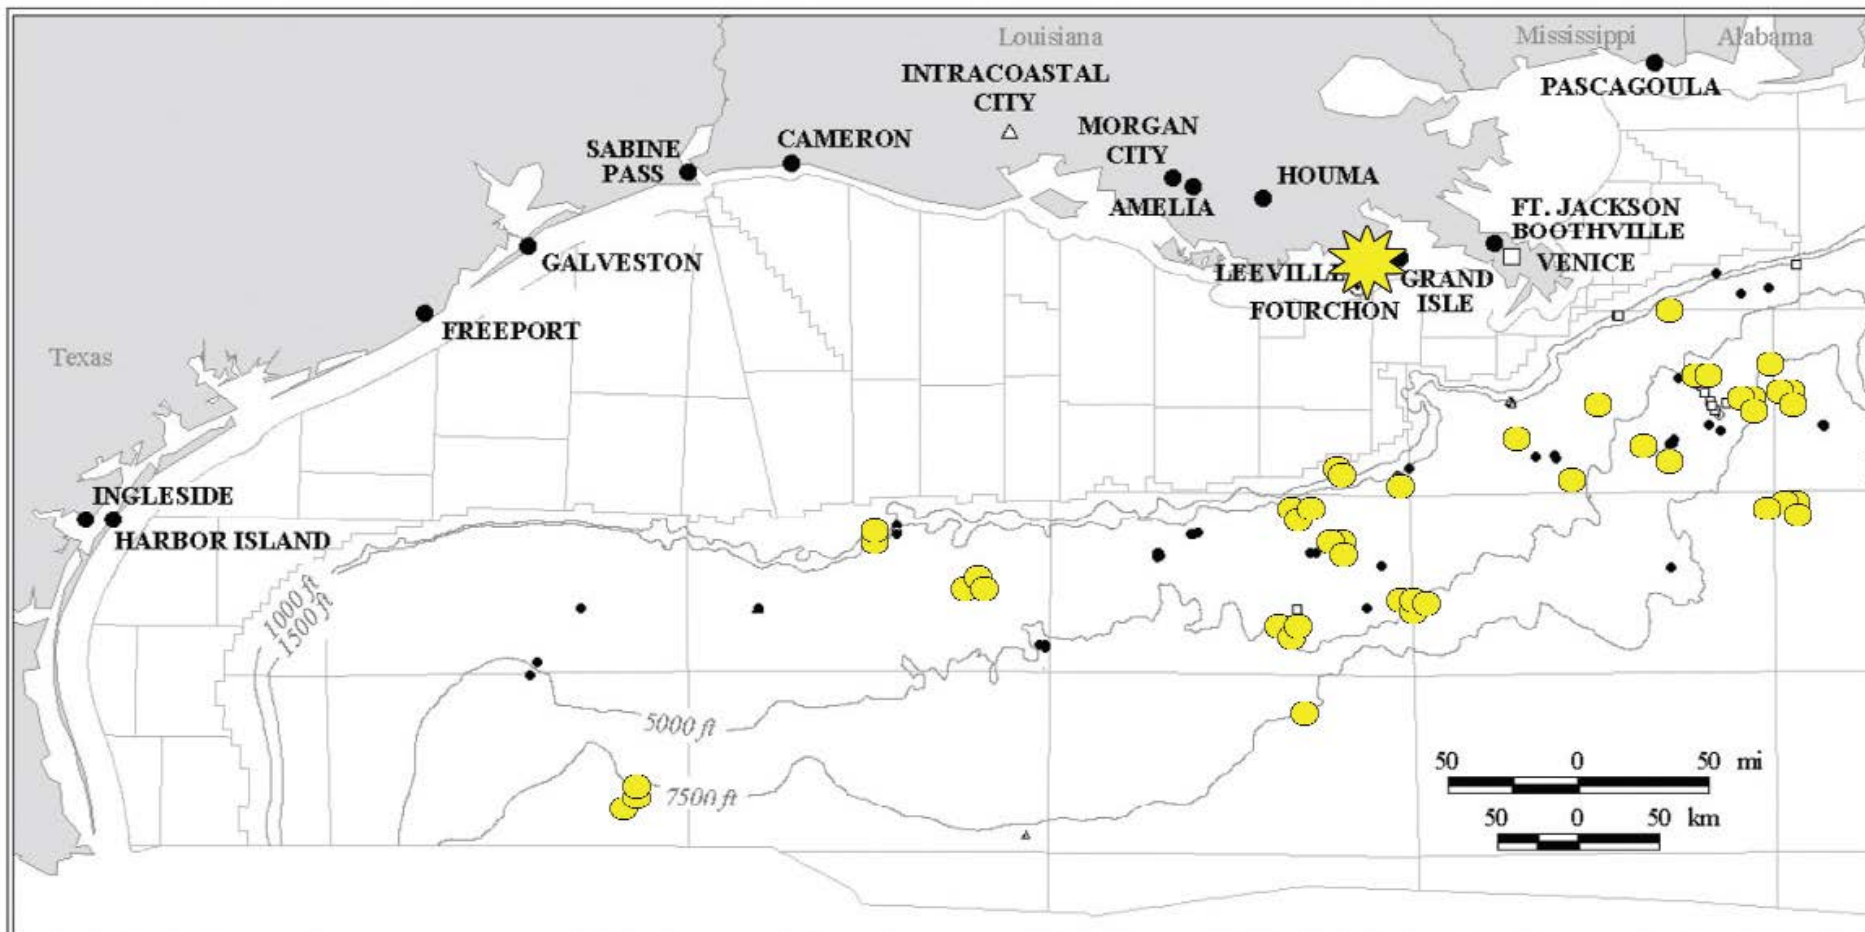 Louisiana
Mississippi
Alabama
INTRACOASTAL
CITY
PASCAGOULA
MORGAN
CITY
CAMERON
SABINE
PASS
HOUMA
AMELIA
FT. JACKSON
BOOTHVILLE
VENICE
GALVESTON
LEEVILLE
GRAND
ISLE
FOURCHON
FREEPORT
Texas
INGLESIDE
HARBOR ISLAND
1000 ft
1500 ft
5000 ft
7500 ft
50 0 50 mi
50 0 50 km